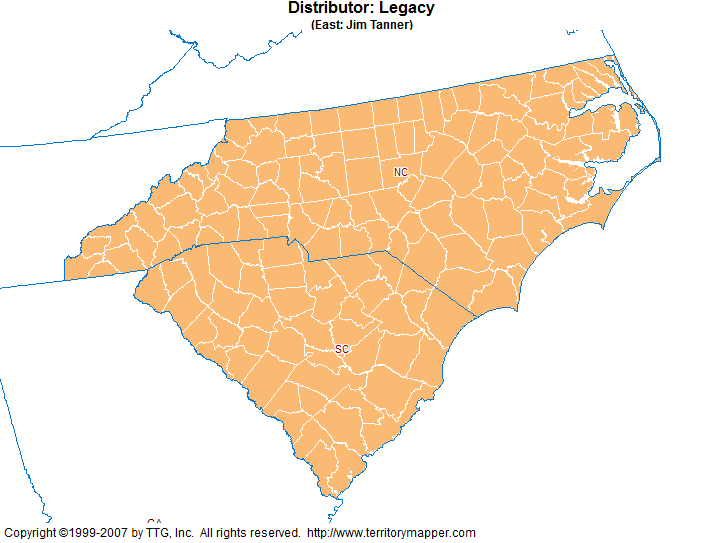 Distributor: Legacy
(East: Jim Tanner)
NC
SC
Copyright ©1999-2007 by TTG, Inc. All rights reserved. http://www.territorymapper.com